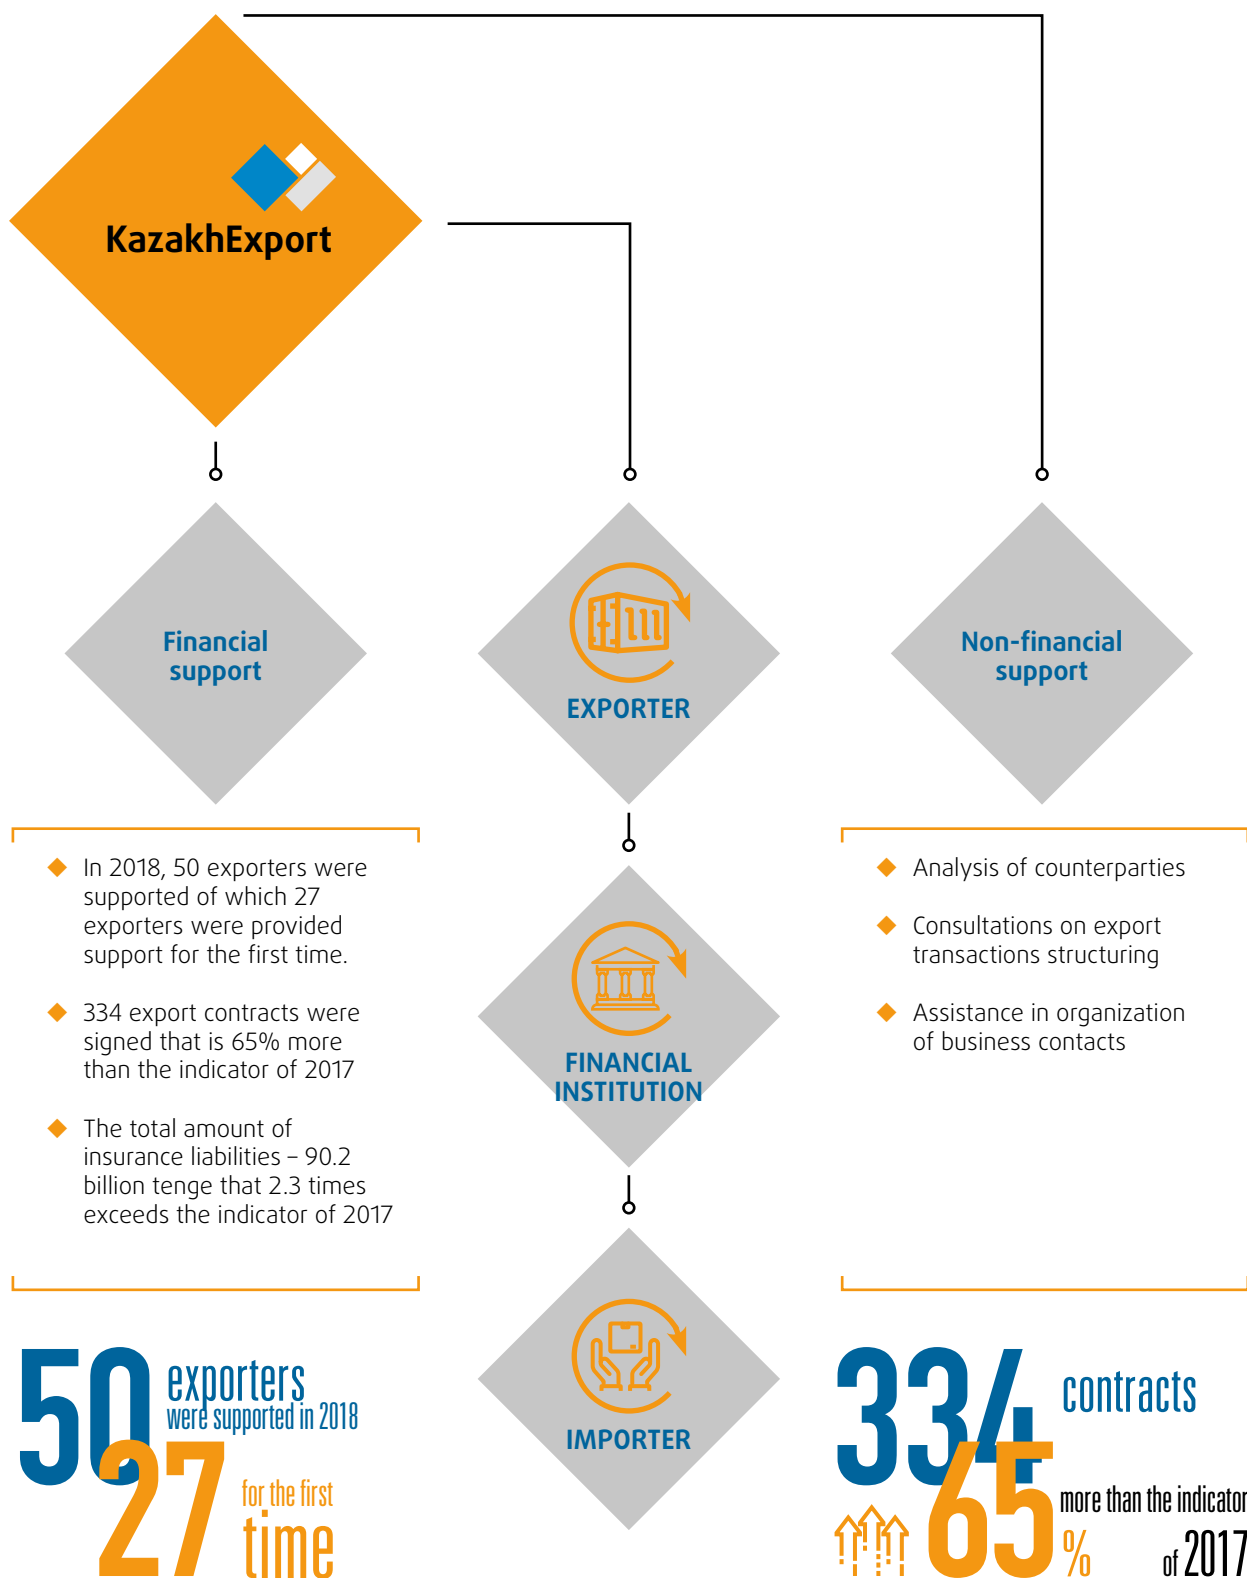 KazakhExport
Financial
support
EXPORTER
Non-financial
support
In 2018, 50 exporters were
supported of which 27
exporters were provided
support for the first time.
334 export contracts were
signed that is 65% more
than the indicator of 2017
The total amount of
insurance liabilities – 90.2
billion tenge that 2.3 times
exceeds the indicator of 2017
FINANCIAL
INSTITUTION
Analysis of counterparties
Consultations on export
transactions structuring
Assistance in organization
of business contacts
IMPORTER
50 exporters
were supported in 2018
27 for the first
time
334 contracts
65% more than the indicator
of 2017